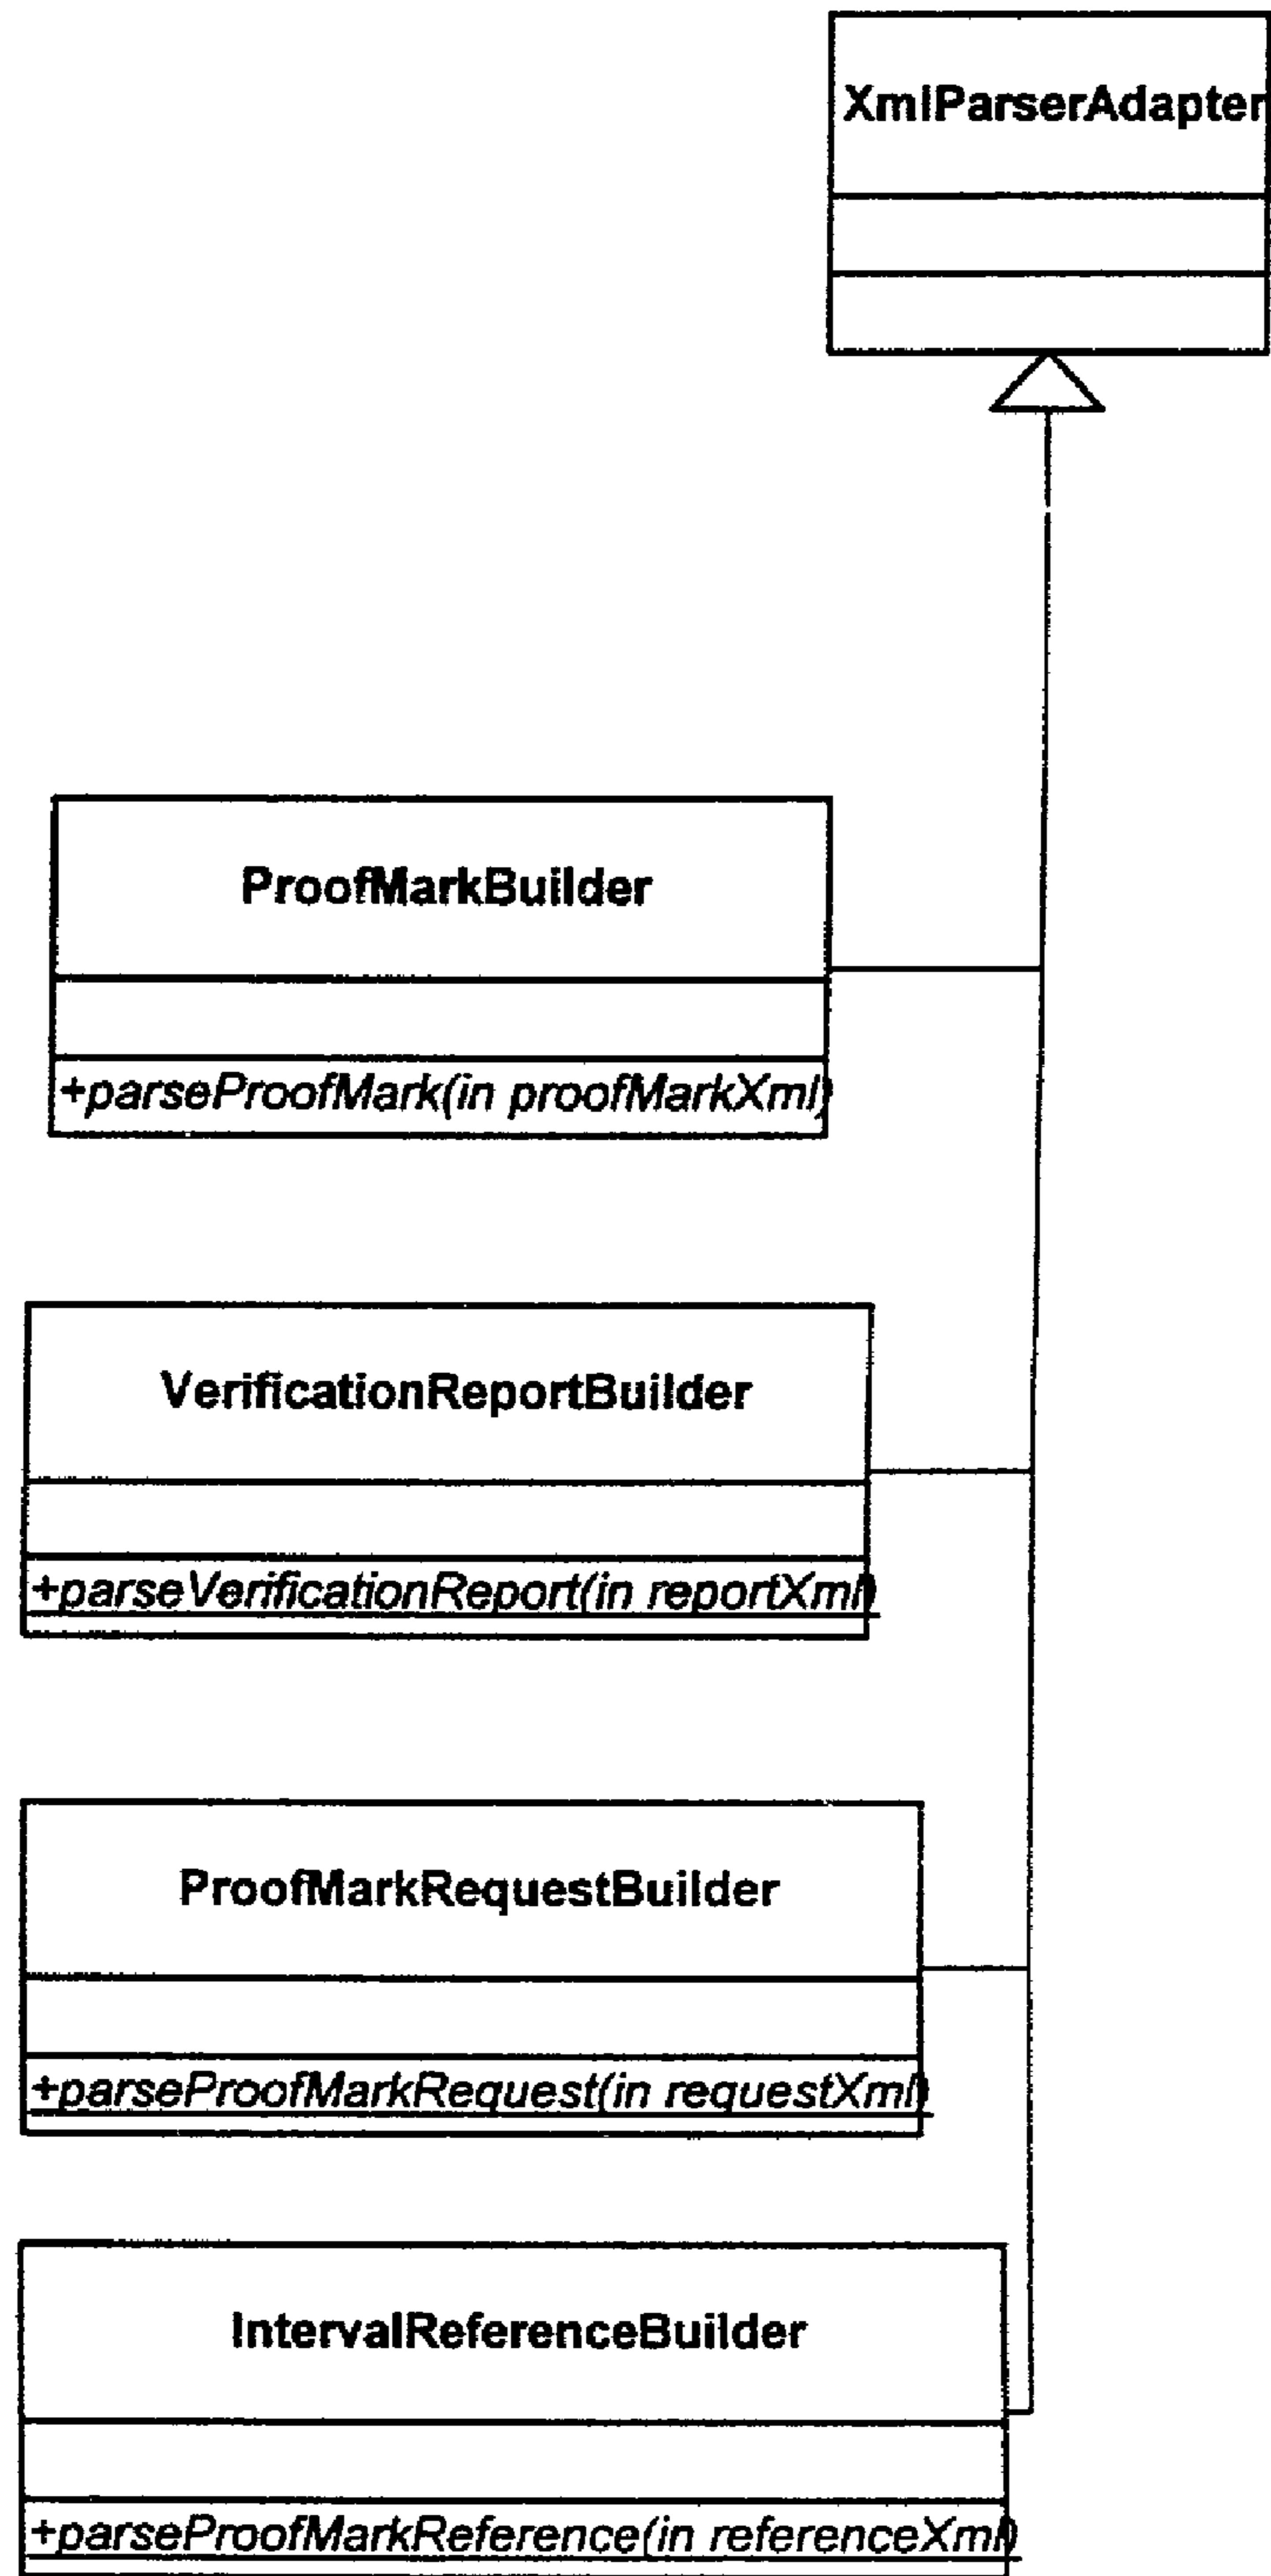 XmlParserAdapter
ProofMarkBuilder
+parseProofMark(in proofMarkXml)
VerificationReportBuilder
+parseVerificationReport(in reportXml)
ProofMarkRequestBuilder
+parseProofMarkRequest(in requestXml)
IntervalReferenceBuilder
+parseProofMarkReference(in referenceXml)